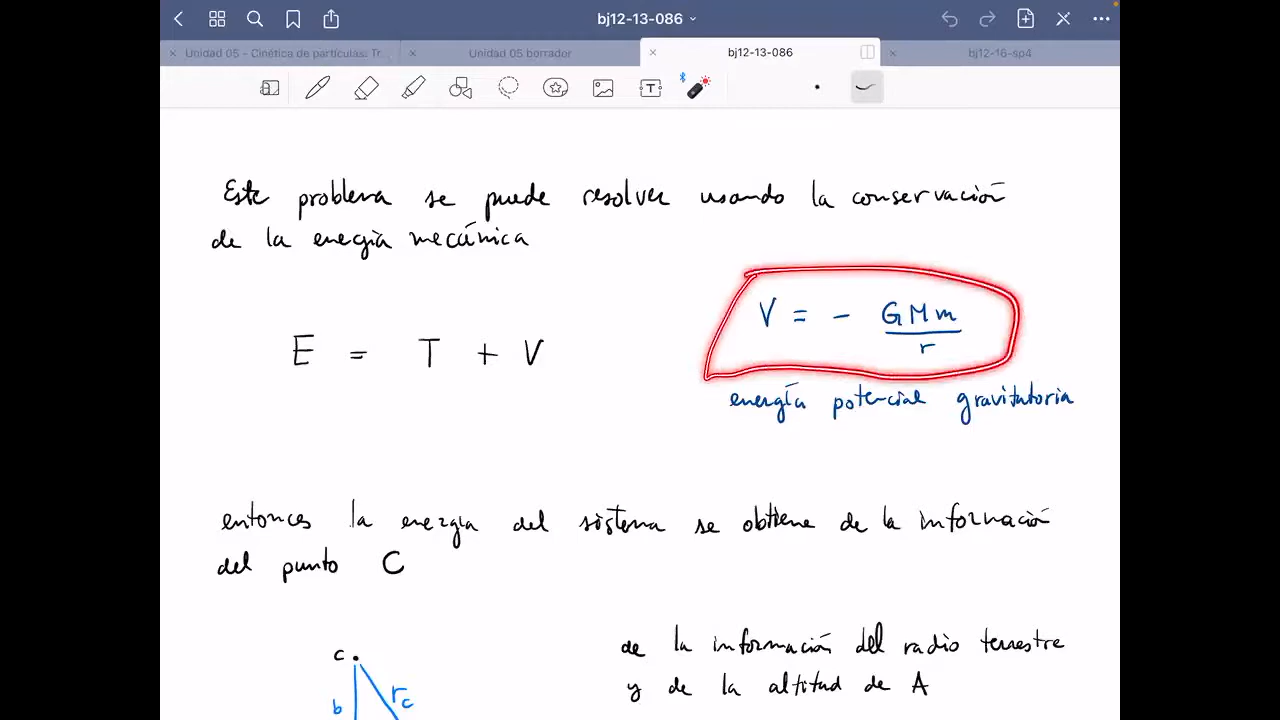 bj12-13-086
Unidad 05 - Cinética de partículas: Tr...
Unidad 05 borrador
bj12-13-086
bj12-16-sp4
Este problema se puede resolver usando la conservación
de la energía mecánica
V = - GMm / r
E = T + V
energía potencial gravitatoria
entonces la energía del sistema se obtiene de la información
del punto C
de la información del radio terrestre
y de la altitud de A
C
b
rc